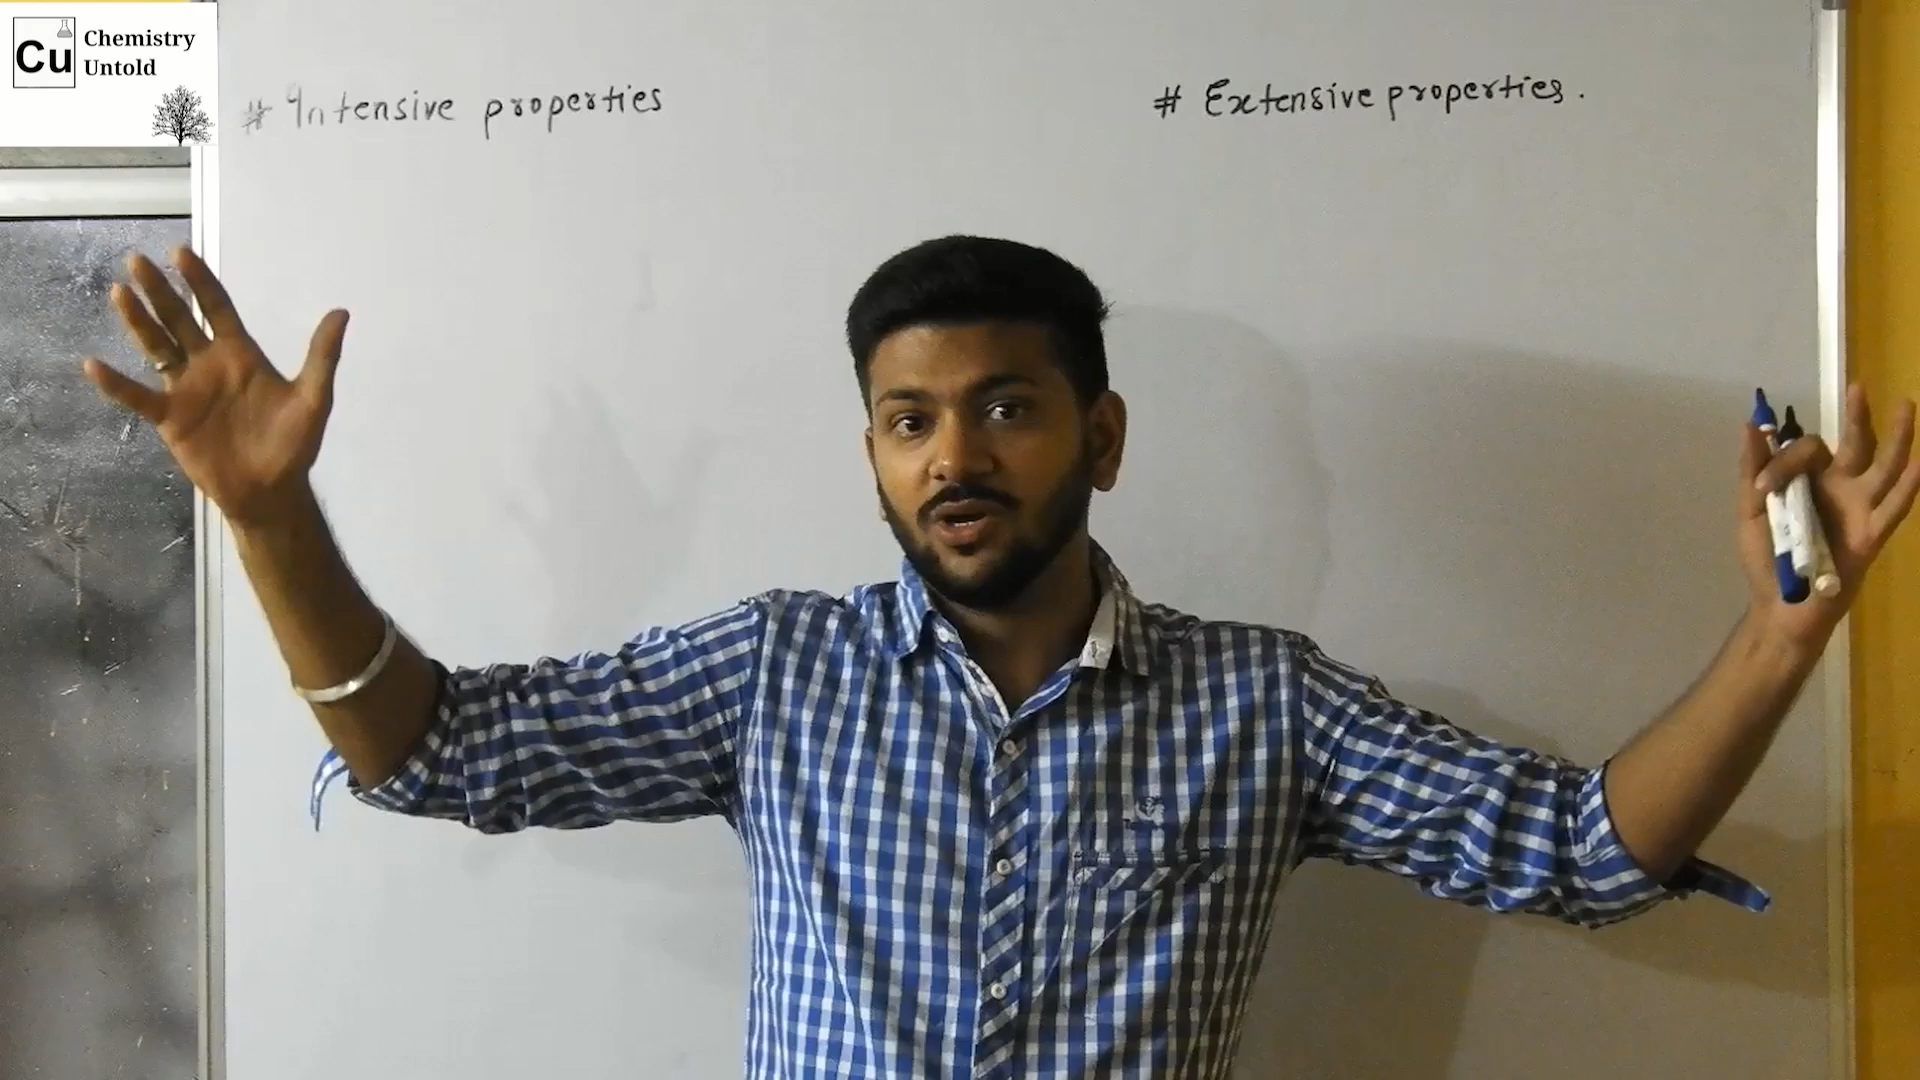 Cu
Chemistry
Untold
# Intensive properties
# Extensive properties.